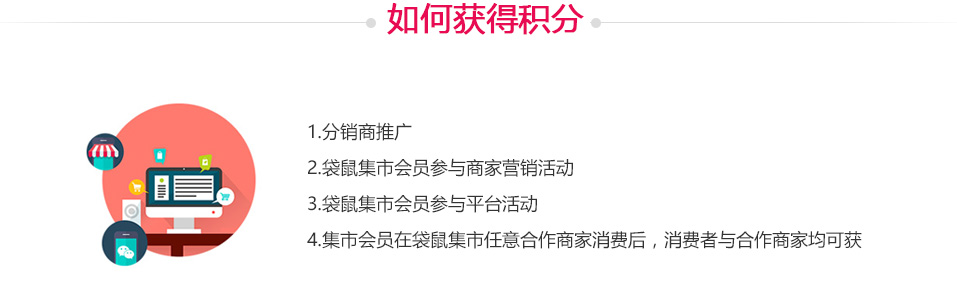 如何获得积分
1.分销商推广
2.袋鼠集市会员参与商家营销活动
3.袋鼠集市会员参与平台活动
4.集市会员在袋鼠集市任意合作商家消费后，消费者与合作商家均可获